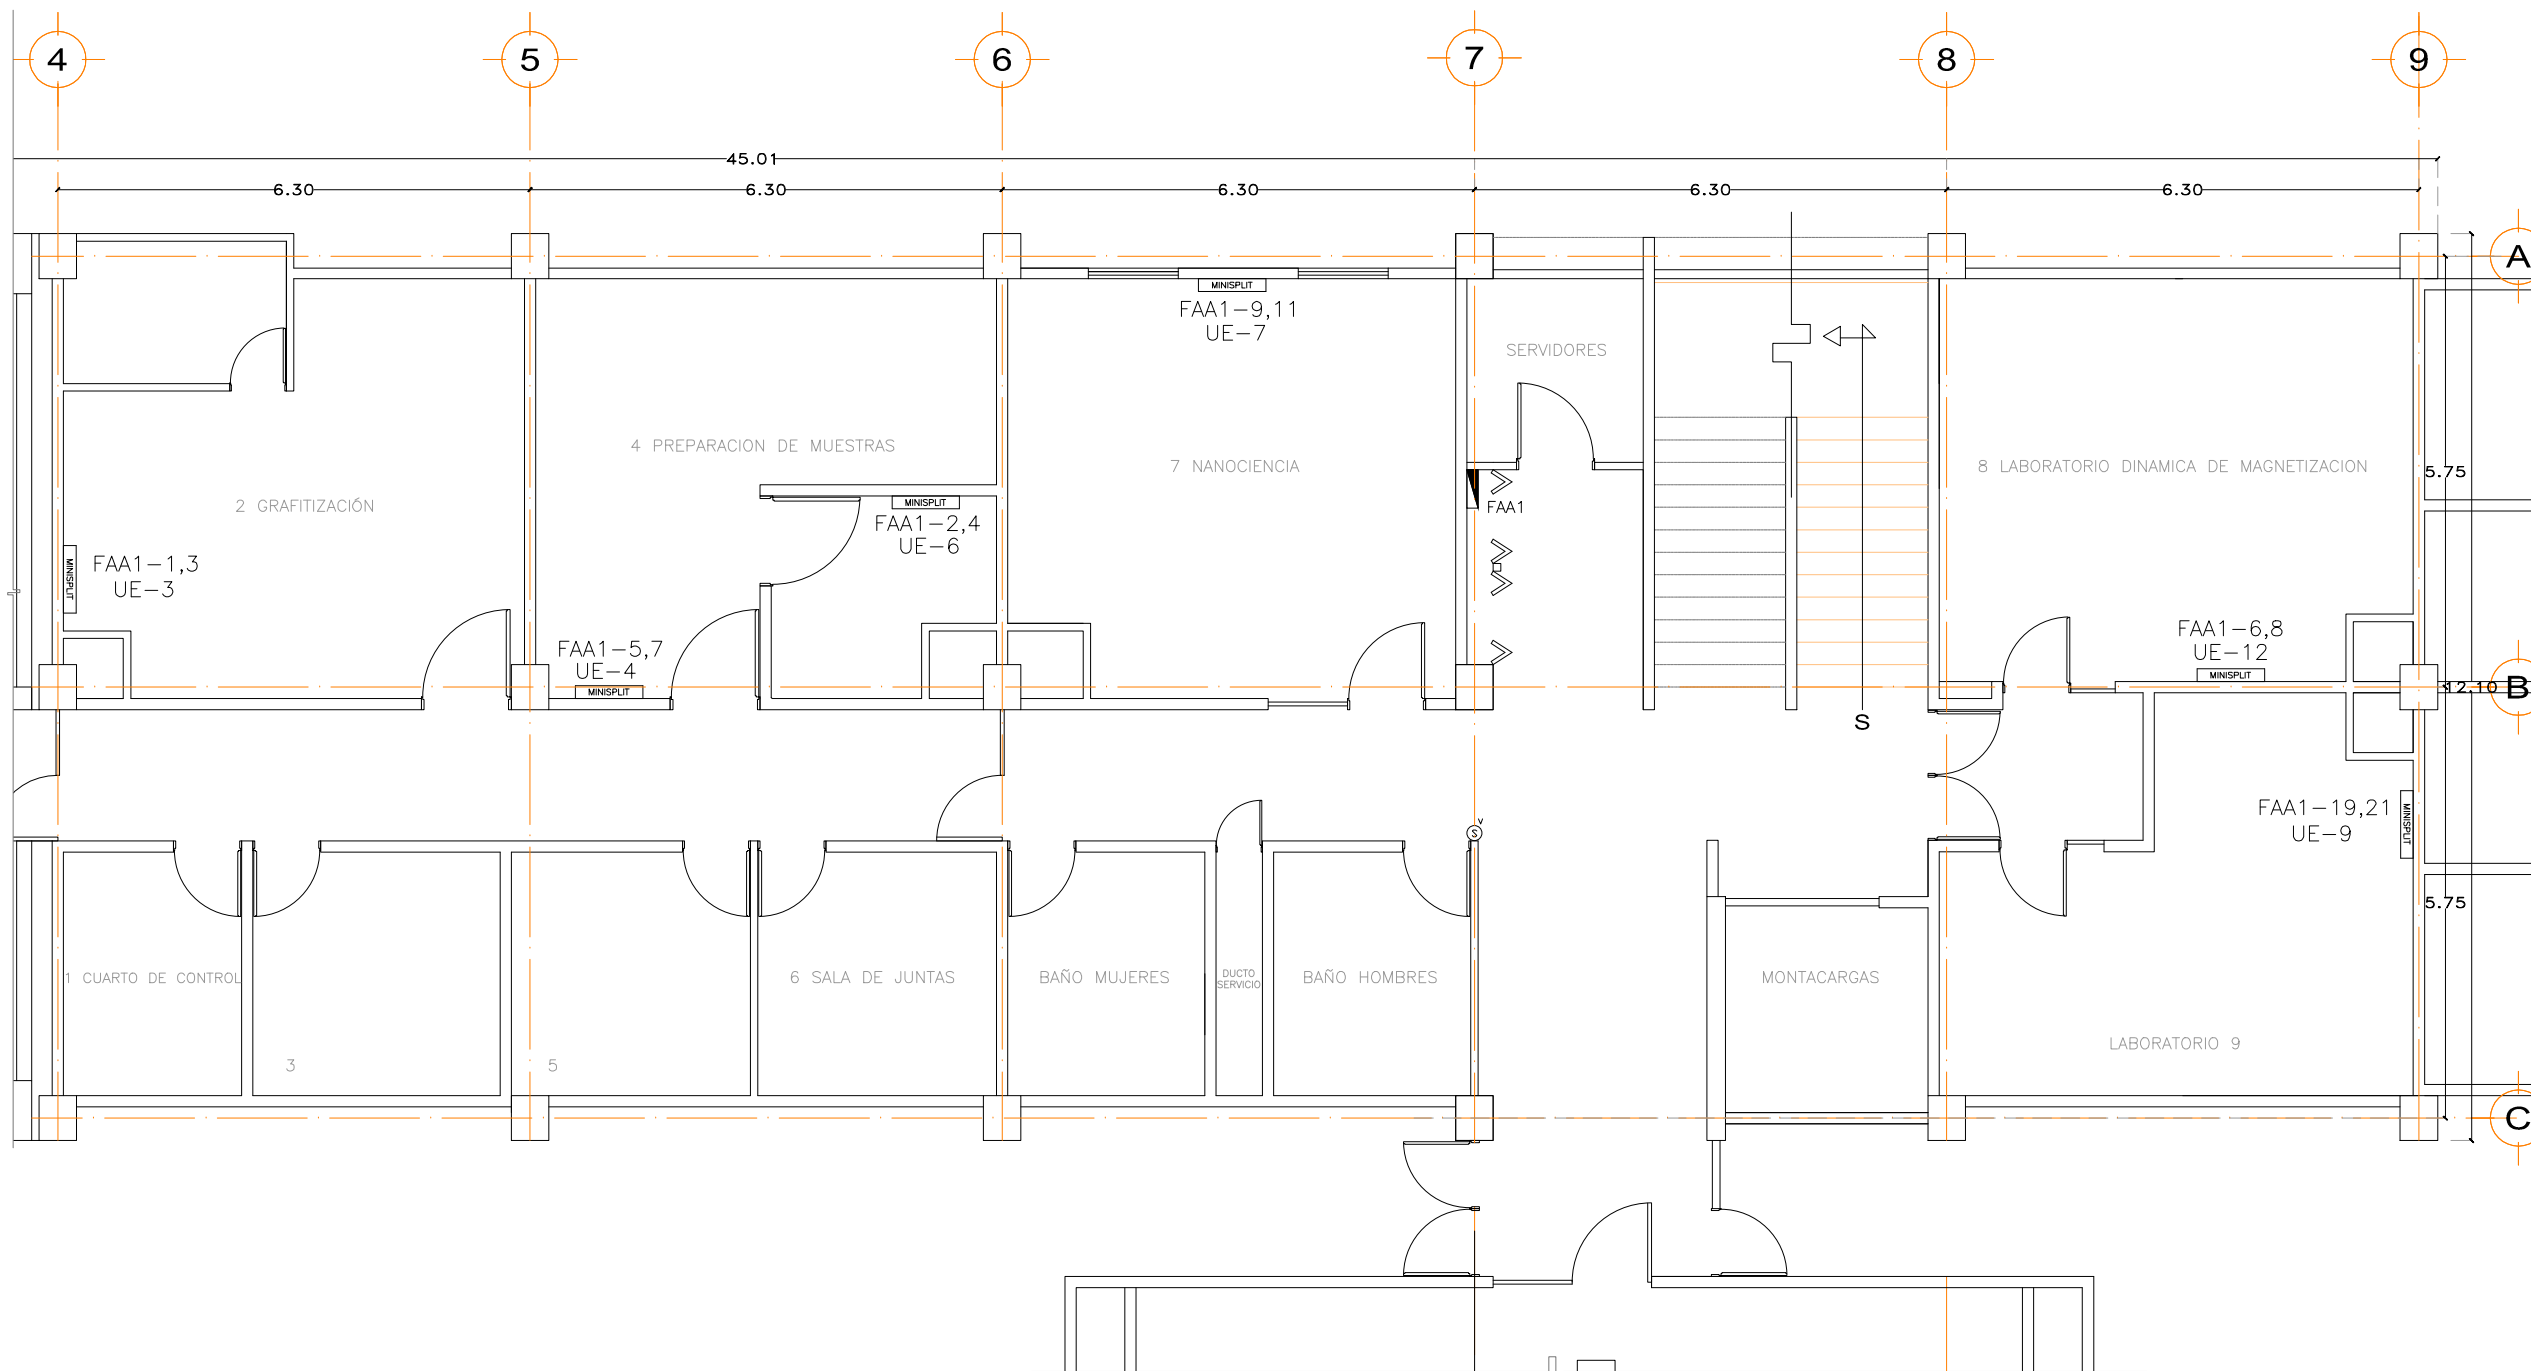 4 5 6 7 8 9
45.01
6.30 6.30 6.30 6.30 6.30
A
MINISPLIT
FAA1-9,11
UE-7
SERVIDORES
4 PREPARACION DE MUESTRAS
7 NANOCIENCIA
8 LABORATORIO DINAMICA DE MAGNETIZACION
5.75
2 GRAFITIZACIÓN
MINISPLIT
FAA1-2,4
UE-6
FAA1
MINISPLIT
FAA1-1,3
UE-3
FAA1-5,7
UE-4
MINISPLIT
FAA1-6,8
UE-12
MINISPLIT
12.10
B
S
FAA1-19,21
UE-9
MINISPLIT
V
S
1 CUARTO DE CONTROL
6 SALA DE JUNTAS
BAÑO MUJERES
DUCTO
SERVICIO
BAÑO HOMBRES
MONTACARGAS
5.75
LABORATORIO 9
3
5
C